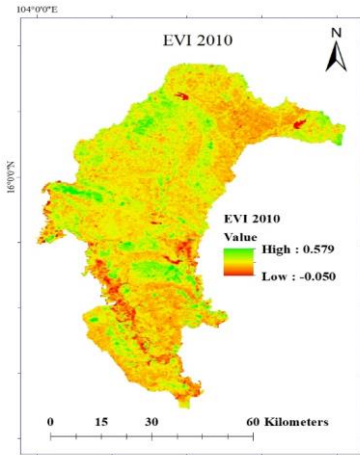 104°0'0"E
EVI 2010
N
16°0'0"N
EVI 2010
Value
High : 0.579
Low : -0.050
0 15 30 60 Kilometers